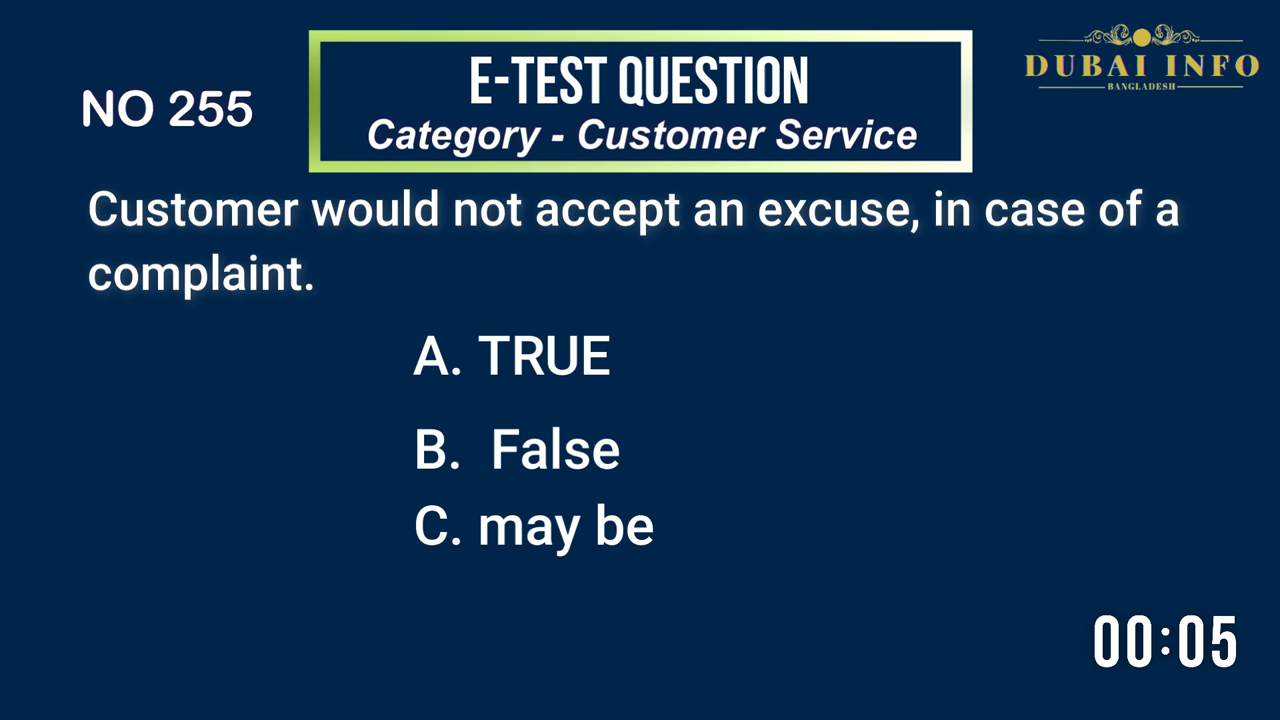 NO 255
E-TEST QUESTION
Category - Customer Service
DUBAI INFO
BANGLADESH
Customer would not accept an excuse, in case of a
complaint.
A. TRUE
B. False
C. may be
00:05